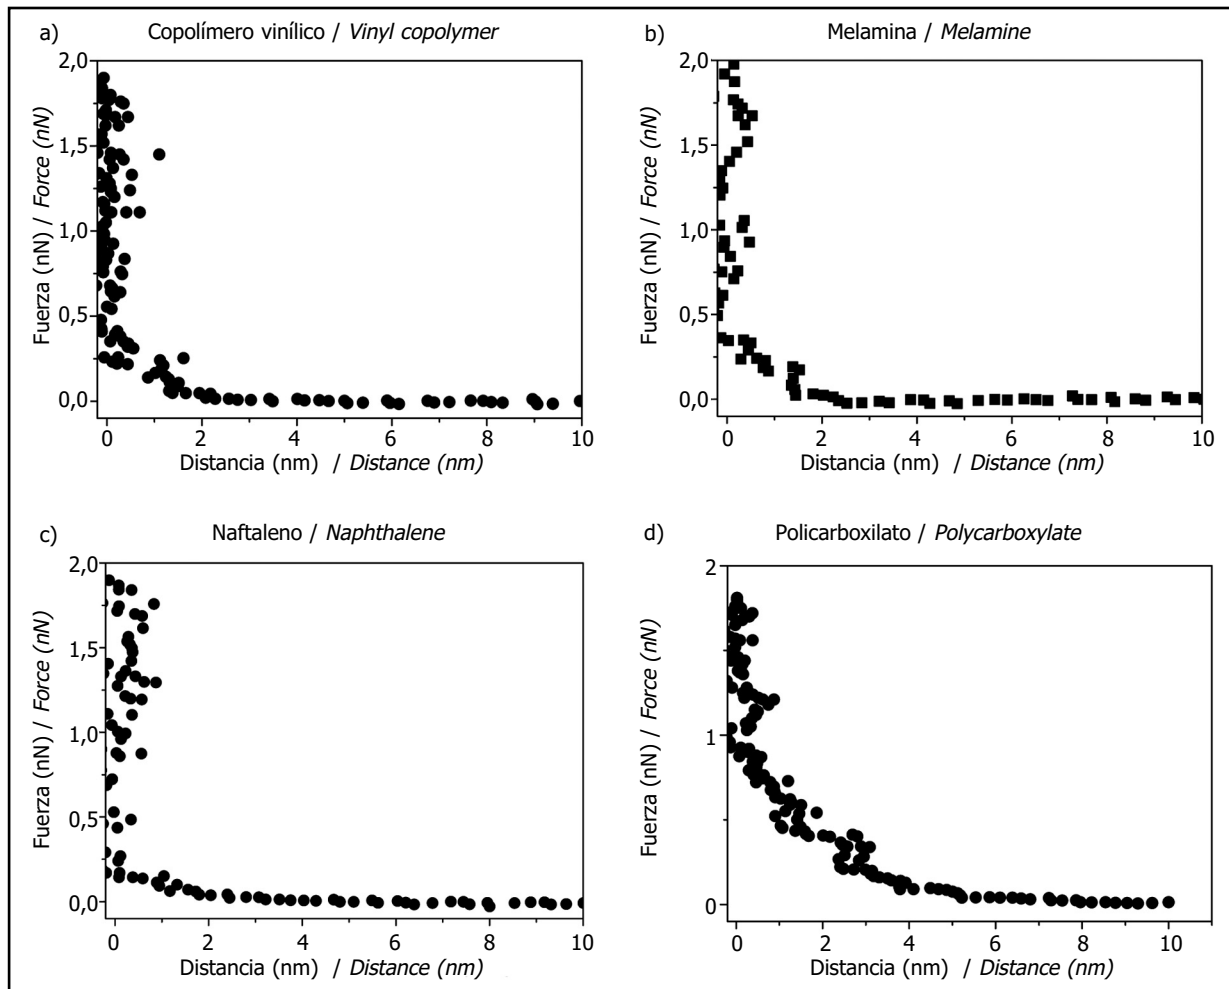 a) Copolímero vinílico / Vinyl copolymer
2,0
1,5
1,0
0,5
0,0
Fuerza (nN) / Force (nN)
0 2 4 6 8 10
Distancia (nm) / Distance (nm)
b) Melamina / Melamine
2,0
1,5
1,0
0,5
0,0
Fuerza (nN) / Force (nN)
0 2 4 6 8 10
Distancia (nm) / Distance (nm)
c) Naftaleno / Naphthalene
2,0
1,5
1,0
0,5
0,0
Fuerza (nN) / Force (nN)
0 2 4 6 8 10
Distancia (nm) / Distance (nm)
d) Policarboxilato / Polycarboxylate
2
1
0
Fuerza (nN) / Force (nN)
0 2 4 6 8 10
Distancia (nm) / Distance (nm)